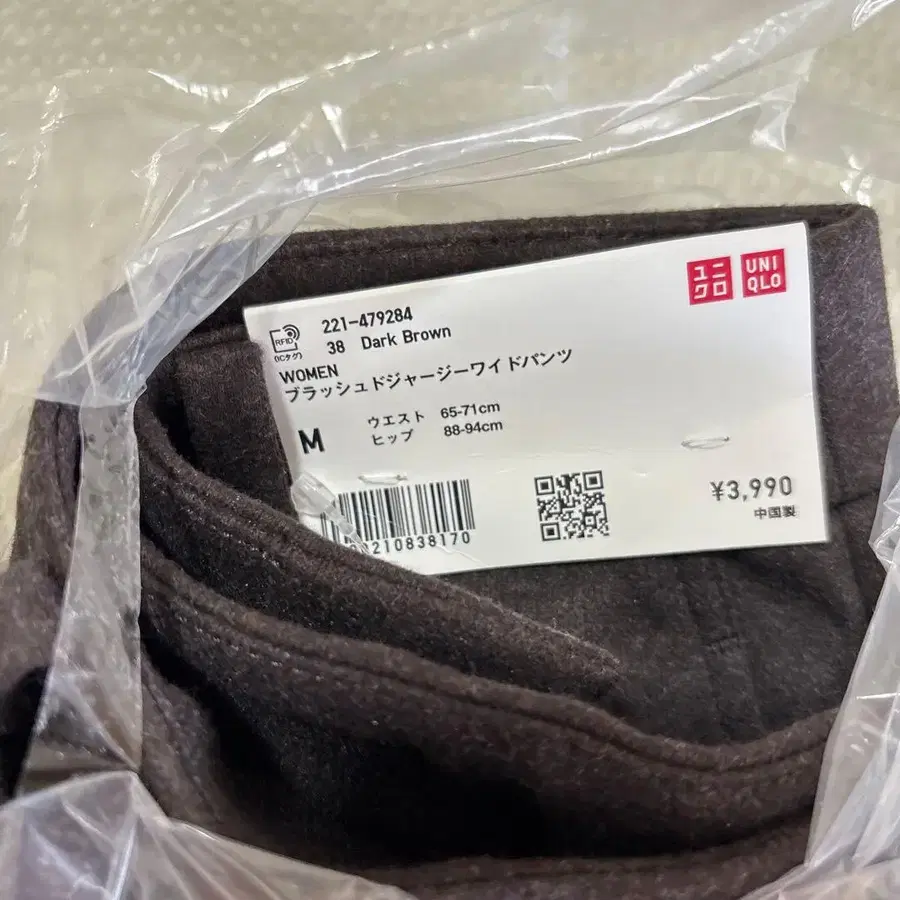 ユニ
クロ
UNI
QLO
RFID
(ICタグ)
221-479284
38 Dark Brown
WOMEN
ブラッシュドジャージーワイドパンツ
M
ウエスト 65-71cm
ヒップ 88-94cm
210838170
¥3,990
中国製